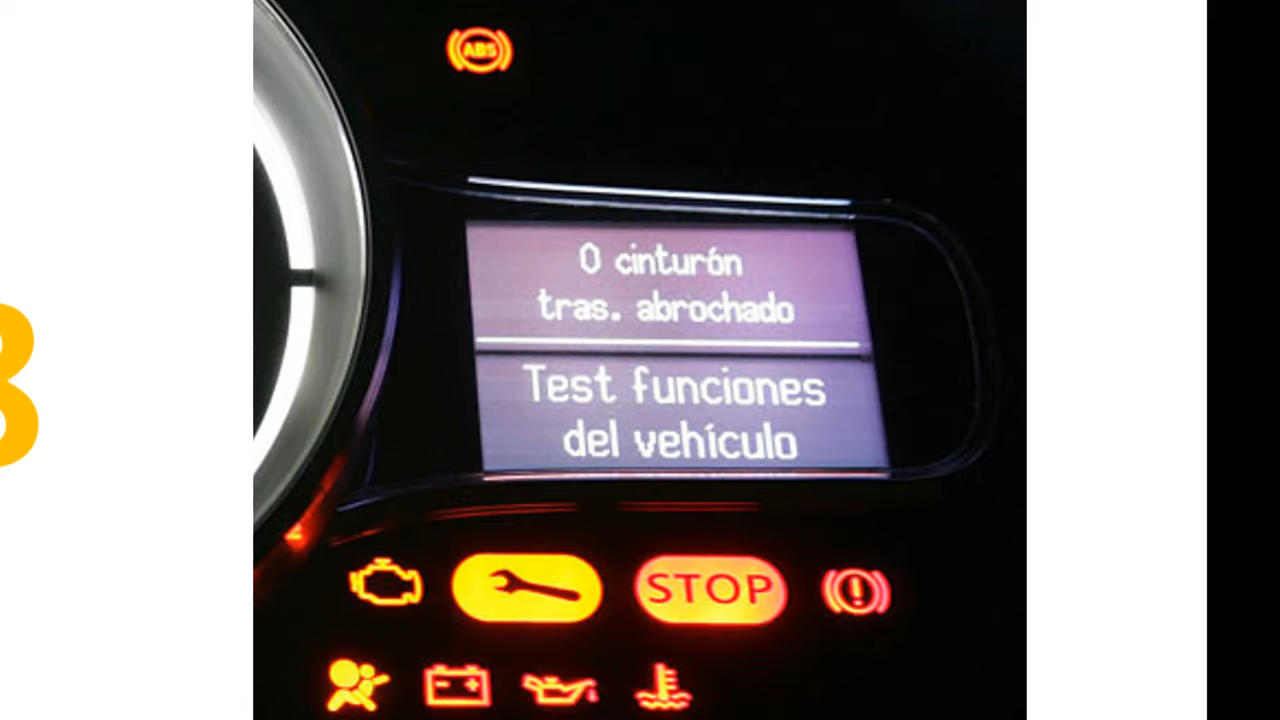 ABS
0 cinturón
tras. abrochado
Test funciones
del vehículo
STOP